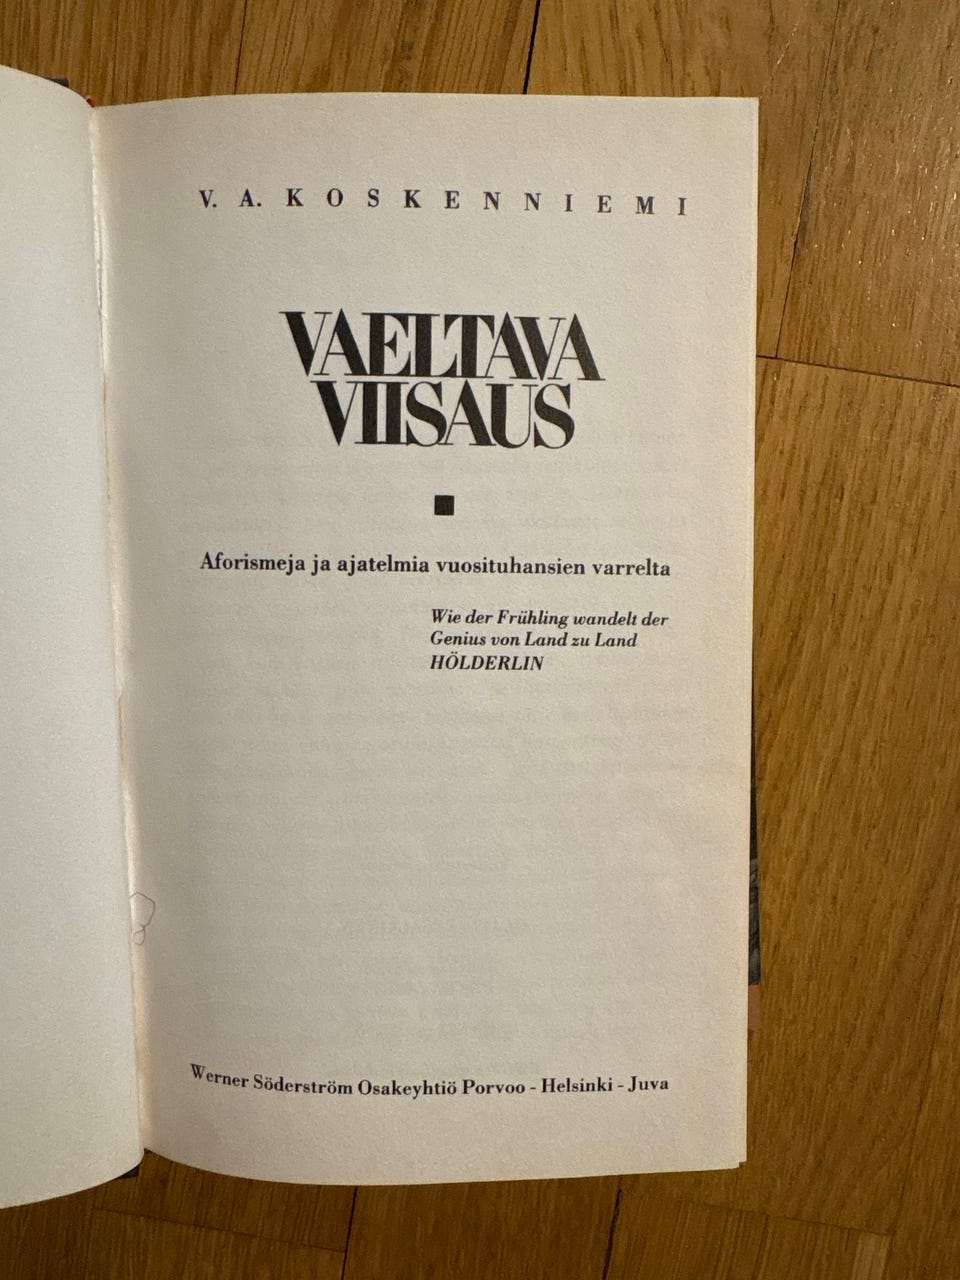 V. A. KOSKENNIEMI
VAELTAVA
VIISAUS
Aforismeja ja ajatelmia vuosituhansien varrelta
Wie der Frühling wandelt der
Genius von Land zu Land
HÖLDERLIN
Werner Söderström Osakeyhtiö Porvoo - Helsinki - Juva